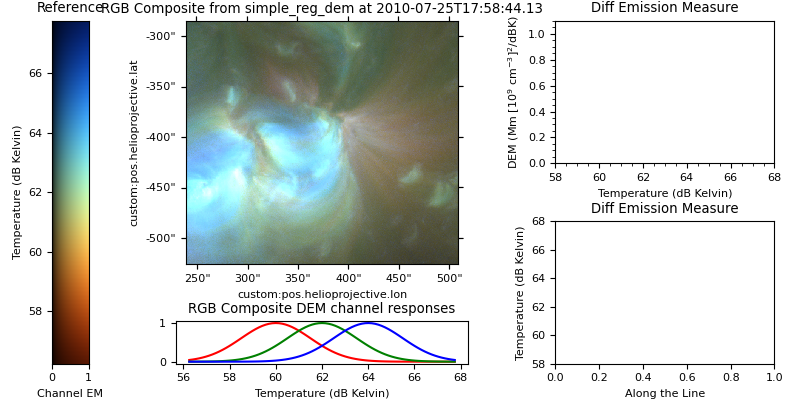 Reference
RGB Composite from simple_reg_dem at 2010-07-25T17:58:44.13
Diff Emission Measure
66
64
62
60
58
Temperature (dB Kelvin)
0 1
Channel EM
-300"
-350"
-400"
-450"
-500"
custom:pos.helioprojective.lat
250" 300" 350" 400" 450" 500"
custom:pos.helioprojective.lon
RGB Composite DEM channel responses
1
0
56 58 60 62 64 66 68
Temperature (dB Kelvin)
1.0
0.8
0.6
0.4
0.2
0.0
DEM (Mm [10⁹ cm⁻³]²/dBK)
58 60 62 64 66 68
Temperature (dB Kelvin)
Diff Emission Measure
68
66
64
62
60
58
Temperature (dB Kelvin)
0.0 0.2 0.4 0.6 0.8 1.0
Along the Line